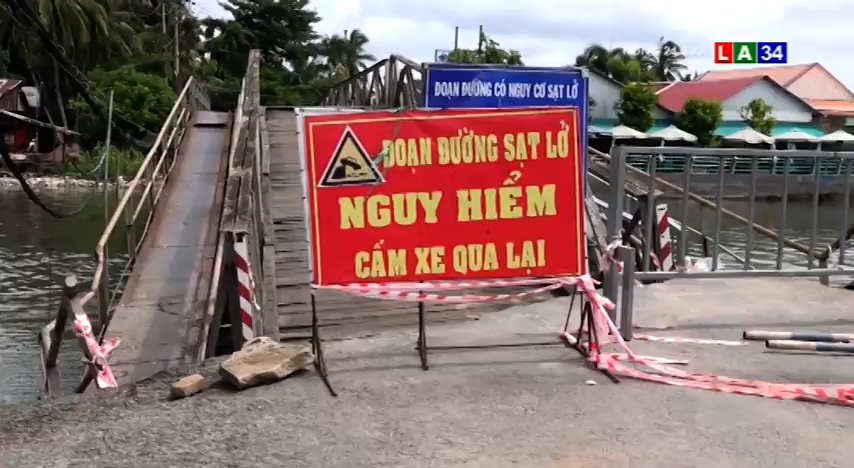 LA34
ĐOẠN ĐƯỜNG CÓ NGUY CƠ SẠT LỞ
ĐOẠN ĐƯỜNG SẠT LỞ
NGUY HIỂM
CẤM XE QUA LẠI